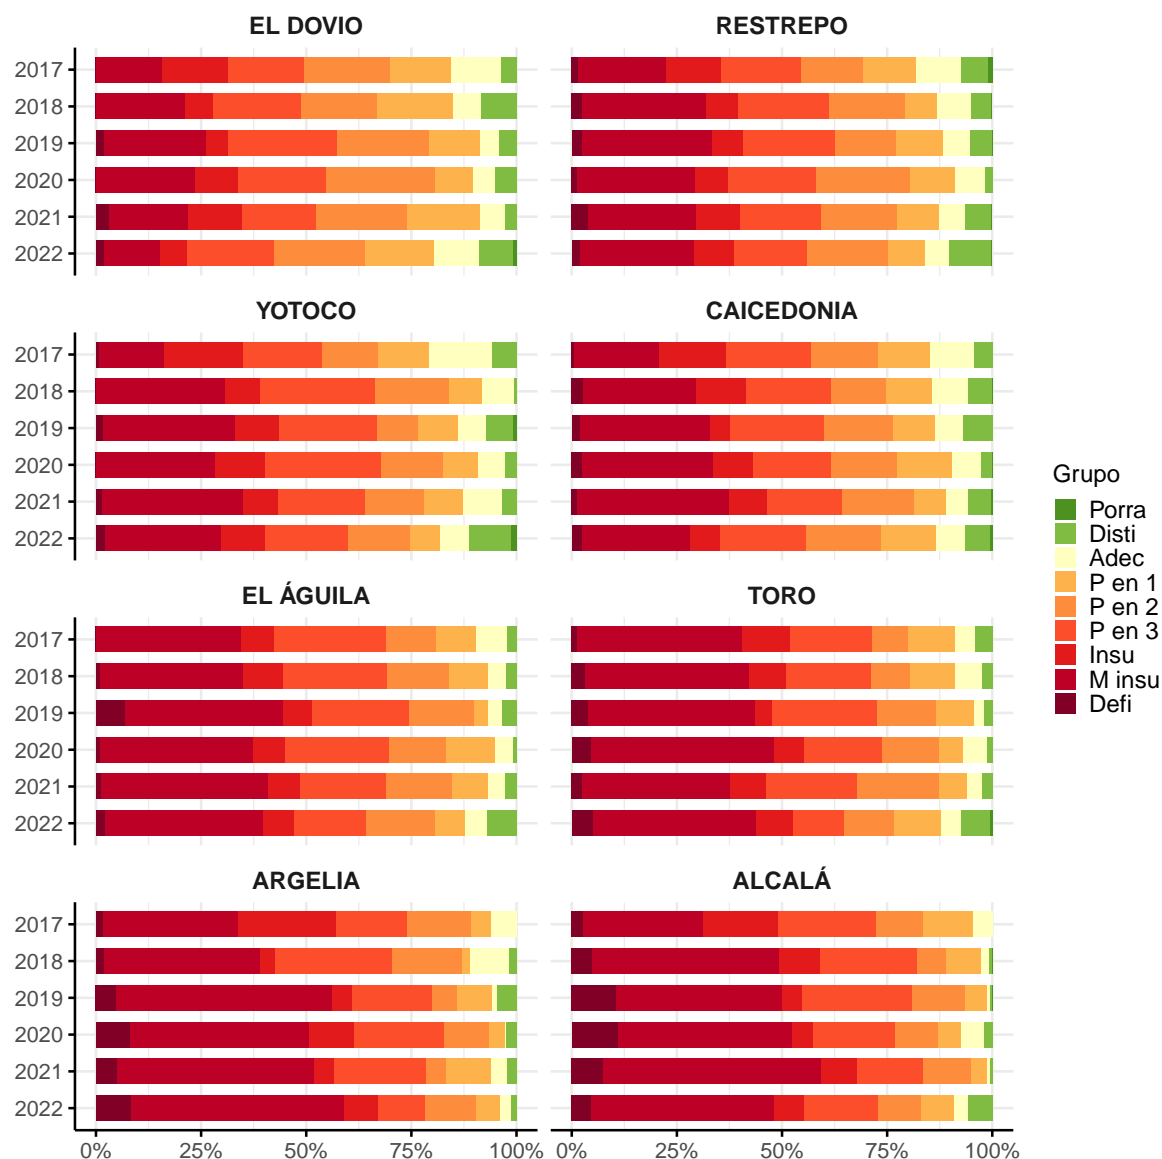 EL DOVIO
RESTREPO
2017
2018
2019
2020
2021
2022
YOTOCO
CAICEDONIA
2017
2018
2019
2020
2021
2022
EL ÁGUILA
TORO
2017
2018
2019
2020
2021
2022
ARGELIA
ALCALÁ
2017
2018
2019
2020
2021
2022
0% 25% 50% 75% 100%
0% 25% 50% 75% 100%
Grupo
Porra
Disti
Adec
P en 1
P en 2
P en 3
Insu
M insu
Defi